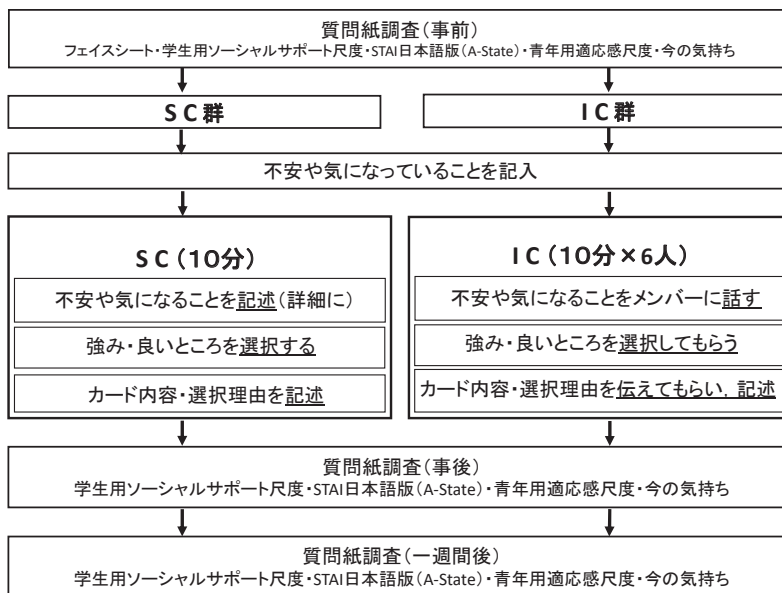 質問紙調査(事前)
フェイスシート・学生用ソーシャルサポート尺度・STAI日本語版(A-State)・青年用適応感尺度・今の気持ち
SC群
IC群
不安や気になっていることを記入
SC(10分)
不安や気になることを記述(詳細に)
強み・良いところを選択する
カード内容・選択理由を記述
IC(10分×6人)
不安や気になることをメンバーに話す
強み・良いところを選択してもらう
カード内容・選択理由を伝えてもらい, 記述
質問紙調査(事後)
学生用ソーシャルサポート尺度・STAI日本語版(A-State)・青年用適応感尺度・今の気持ち
質問紙調査(一週間後)
学生用ソーシャルサポート尺度・STAI日本語版(A-State)・青年用適応感尺度・今の気持ち